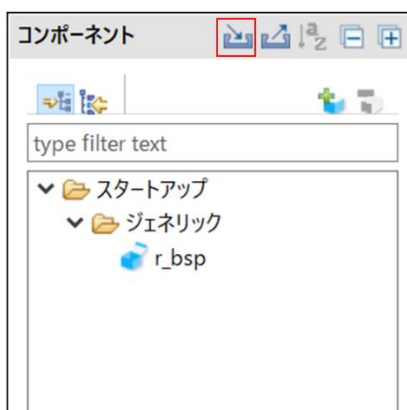 コンポーネント
type filter text
スタートアップ
ジェネリック
r_bsp